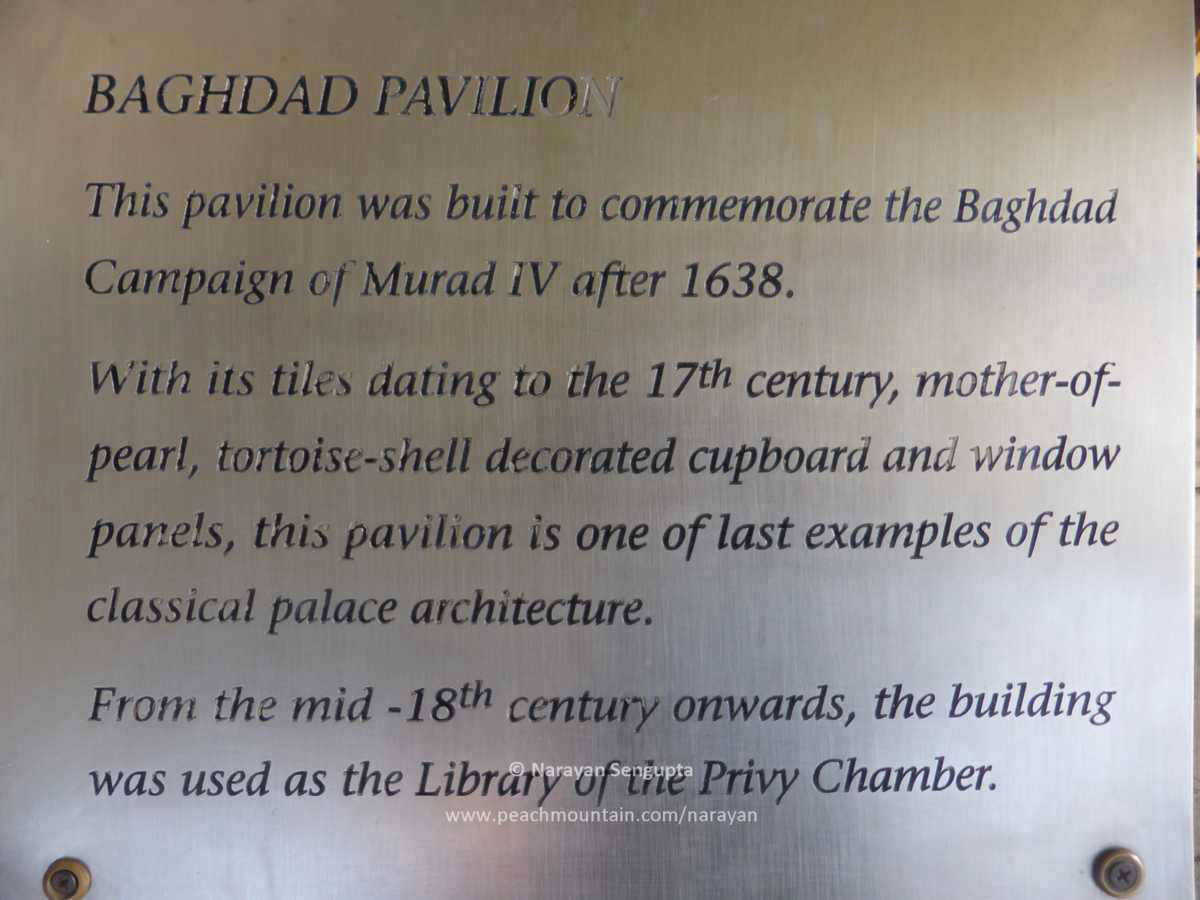 BAGHDAD PAVILION
This pavilion was built to commemorate the Baghdad
Campaign of Murad IV after 1638.
With its tiles dating to the 17th century, mother-of-
pearl, tortoise-shell decorated cupboard and window
panels, this pavilion is one of last examples of the
classical palace architecture.
From the mid -18th century onwards, the building
was used as the Library of the Privy Chamber.
© Narayan Sengupta
www.peachmountain.com/narayan